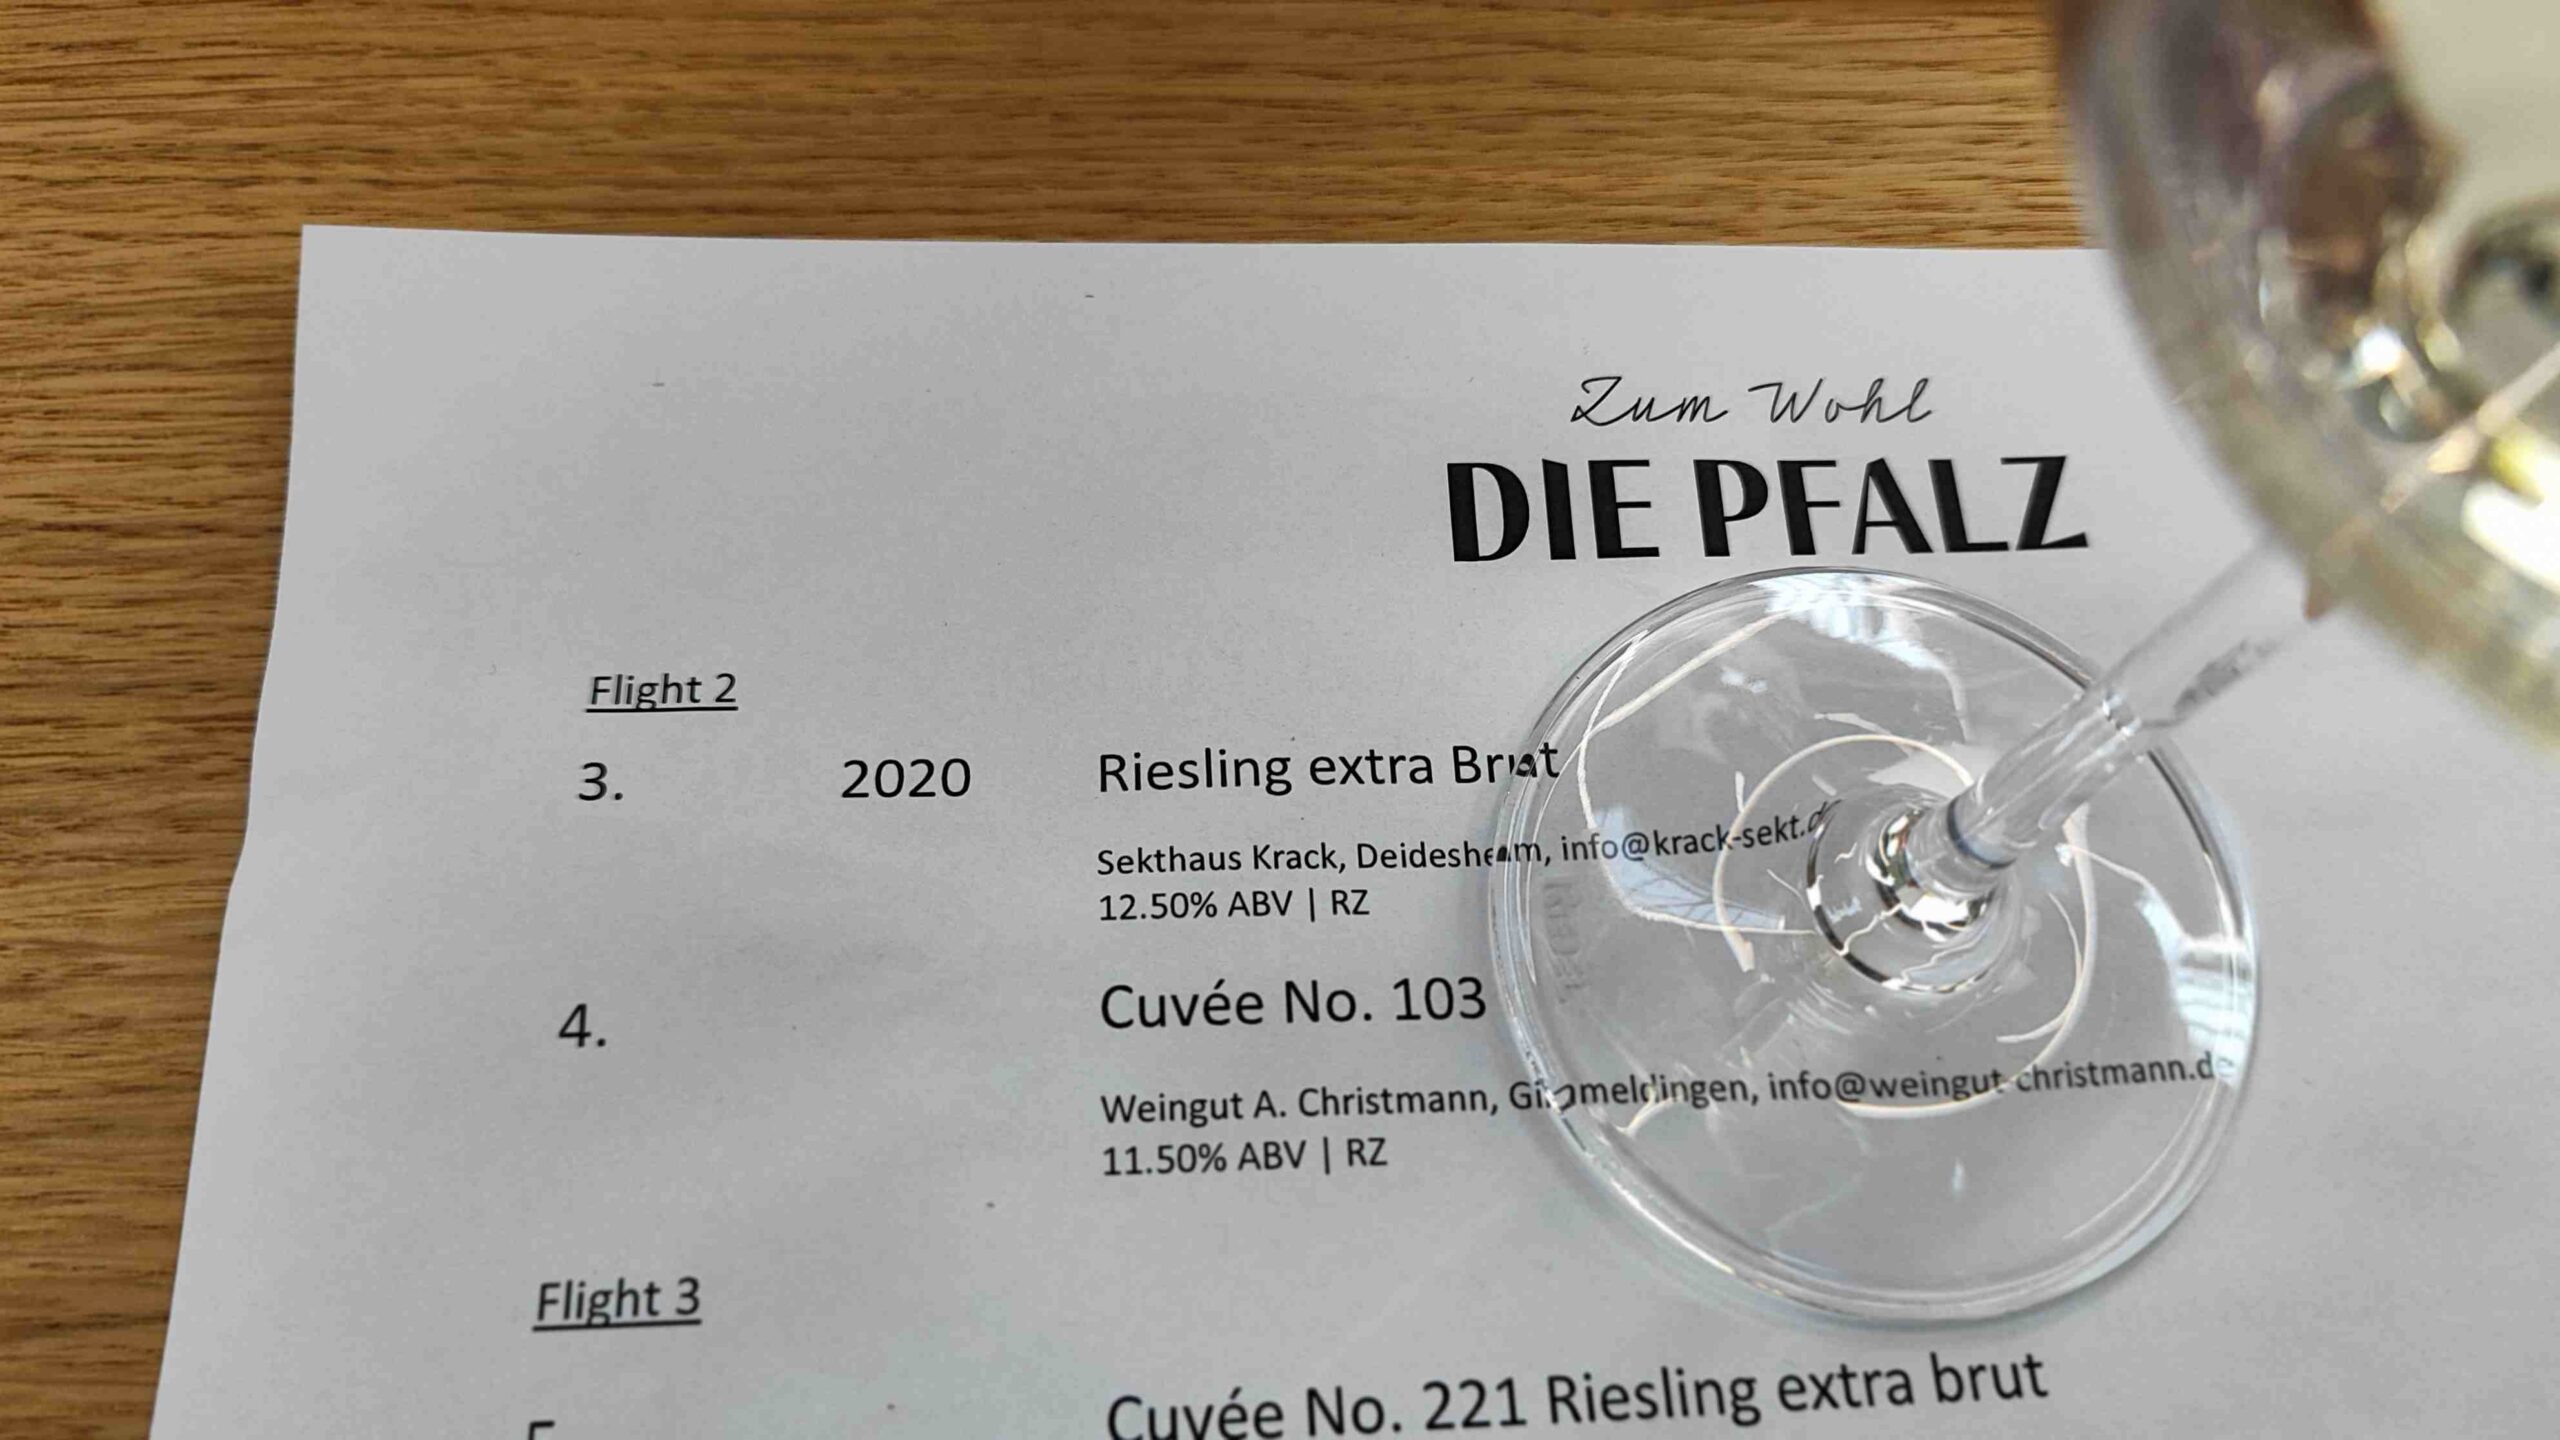 Zum Wohl
DIE PFALZ
Flight 2
3. 2020 Riesling extra Brut
Sekthaus Krack, Deidesheim, info@krack-sekt.d
12.50% ABV | RZ
4. Cuvée No. 103
Weingut A. Christmann, Gimmeldingen, info@weingut-christmann.de
11.50% ABV | RZ
Flight 3
Cuvée No. 221 Riesling extra brut
RIEDEL